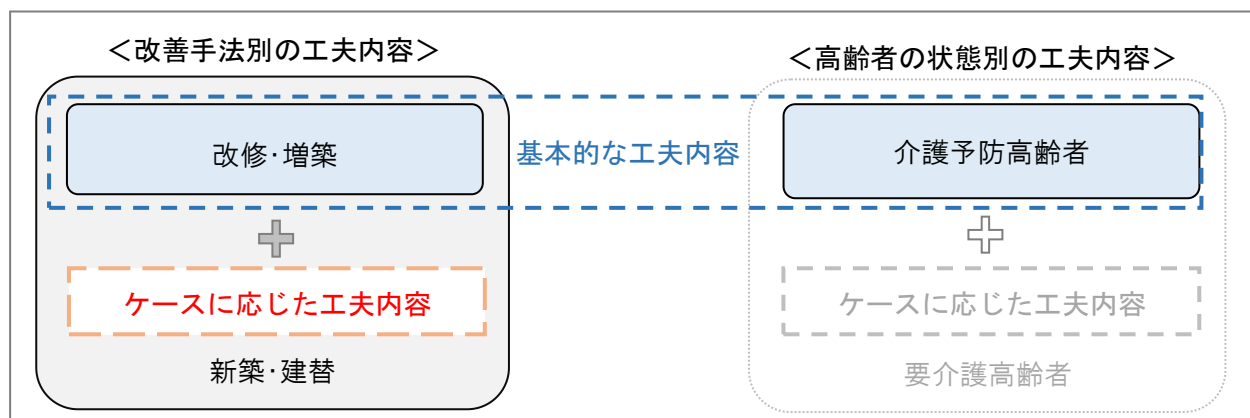 ＜改善手法別の工夫内容＞
＜高齢者の状態別の工夫内容＞
改修･増築
基本的な工夫内容
介護予防高齢者
ケースに応じた工夫内容
ケースに応じた工夫内容
新築･建替
要介護高齢者